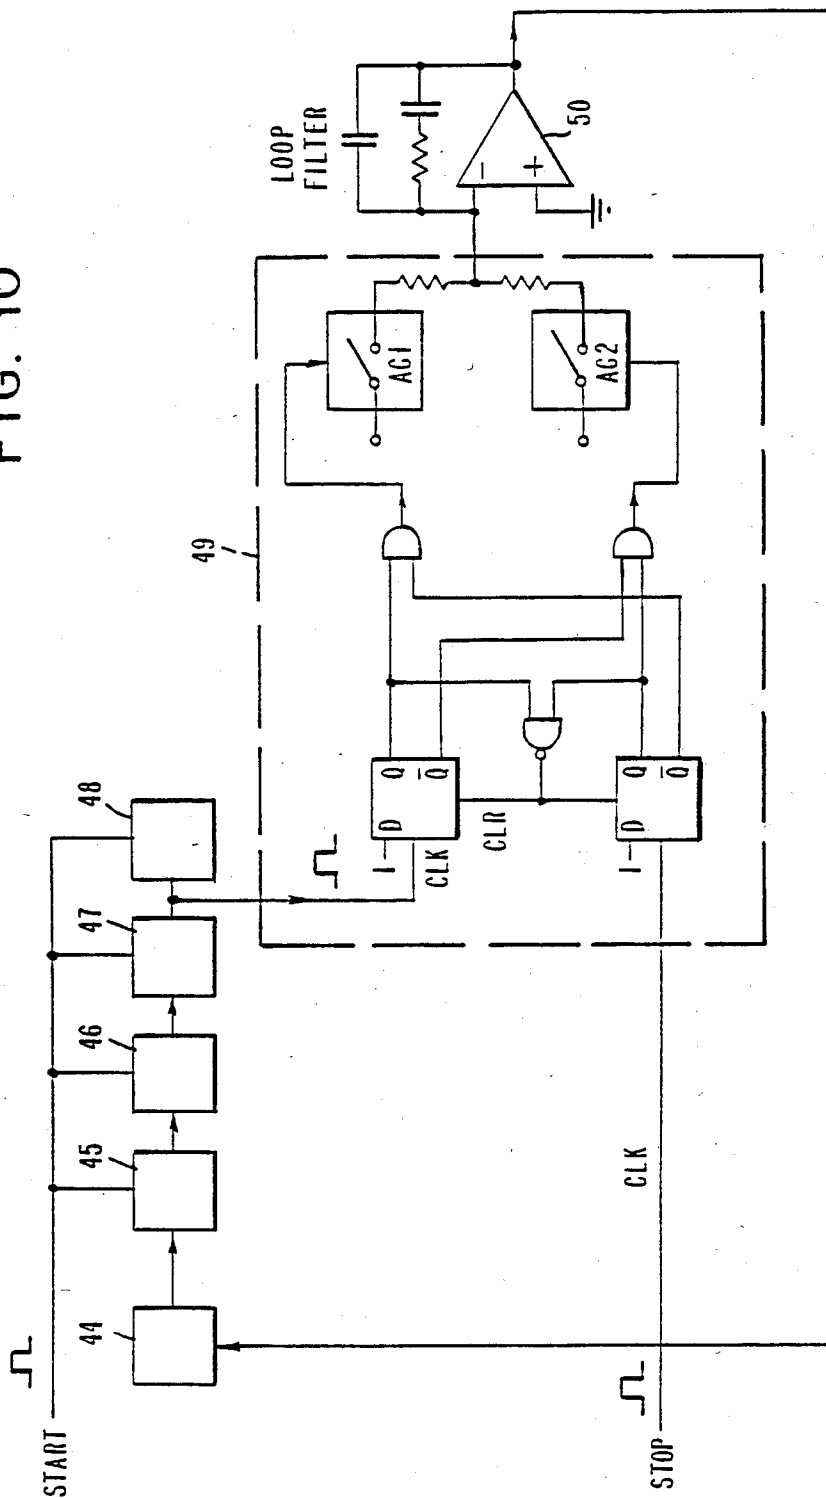 FIG. 10
START
44
45
46
47
48
49
LOOP
FILTER
1
D
Q
Q̅
CLK
CLR
AG1
50
−
+
1
D
Q
Q̅
AG2
CLK
STOP